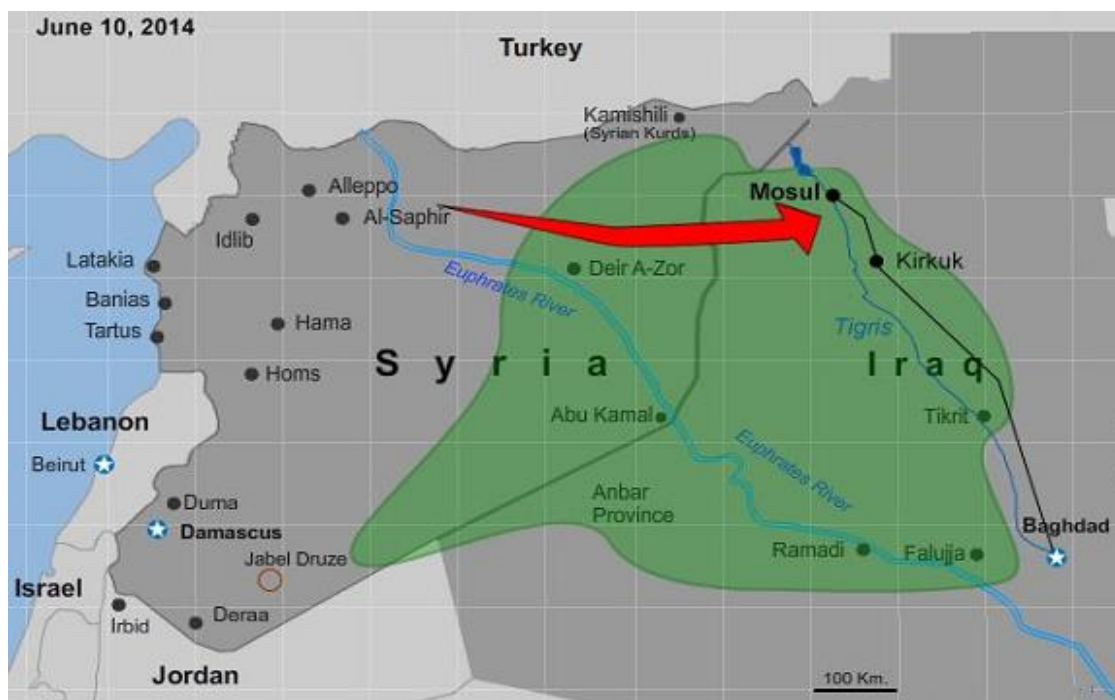 June 10, 2014
Turkey
Kamishili
(Syrian Kurds)
Alleppo
Mosul
Al-Saphir
Idlib
Latakia
Deir A-Zor
Kirkuk
Euphrates River
Banias
Hama
Tartus
Tigris
Syria
Iraq
Homs
Abu Kamal
Tikrit
Lebanon
Beirut
Euphrates River
Anbar
Province
Duma
Damascus
Baghdad
Jabel Druze
Ramadi
Falujja
Israel
Irbid
Deraa
Jordan
100 Km.